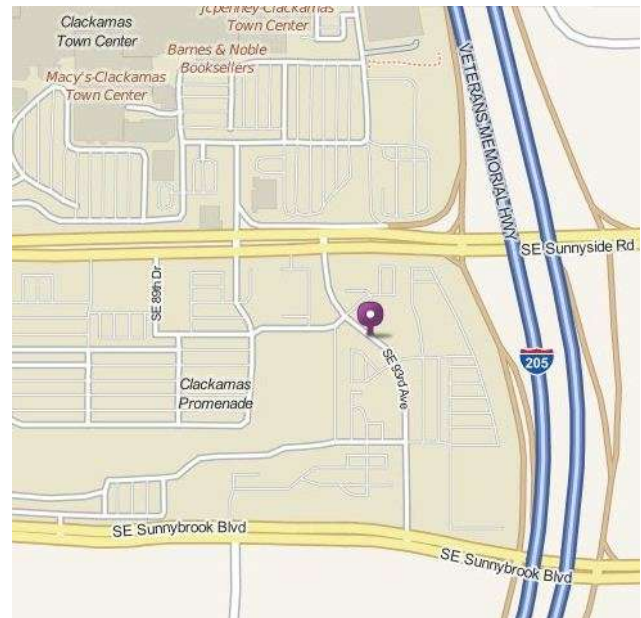 jcpenney-Clackamas
Town Center
Clackamas
Town Center
Barnes & Noble
Booksellers
Macy's-Clackamas
Town Center
VETERANS MEMORIAL HWY
SE Sunnyside Rd
SE 89th Dr
205
SE 93rd Ave
Clackamas
Promenade
SE Sunnybrook Blvd
SE Sunnybrook Blvd